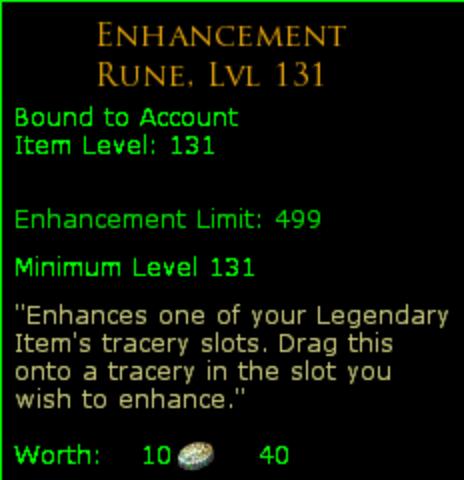 Enhancement
Rune, Lvl 131
Bound to Account
Item Level: 131
Enhancement Limit: 499
Minimum Level 131
"Enhances one of your Legendary
Item's tracery slots. Drag this
onto a tracery in the slot you
wish to enhance."
Worth: 10 40